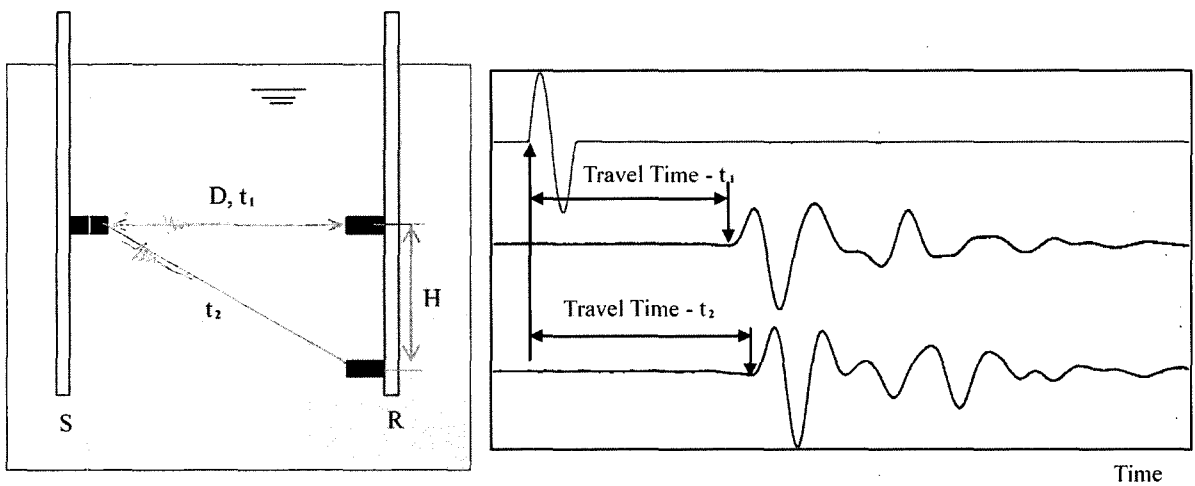 D, t₁
t₂
H
S
R
Travel Time - t₁
Travel Time - t₂
Time